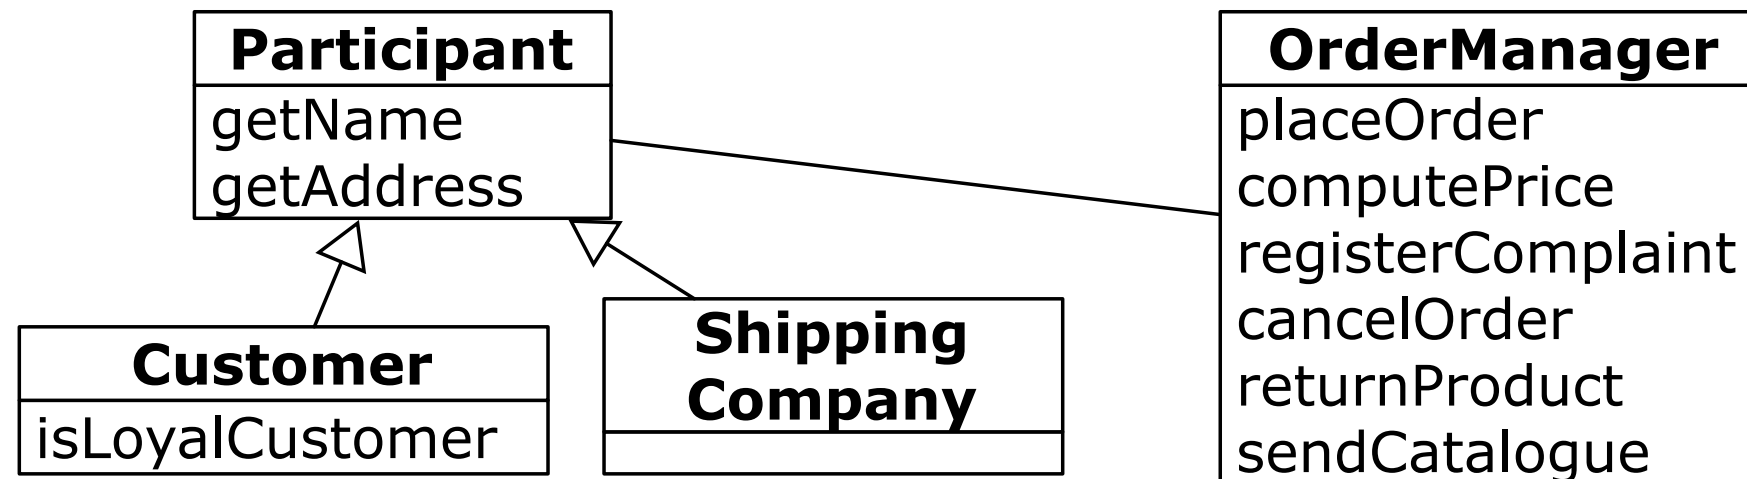 Participant
getName
getAddress
Customer
isLoyalCustomer
Shipping
Company
OrderManager
placeOrder
computePrice
registerComplaint
cancelOrder
returnProduct
sendCatalogue